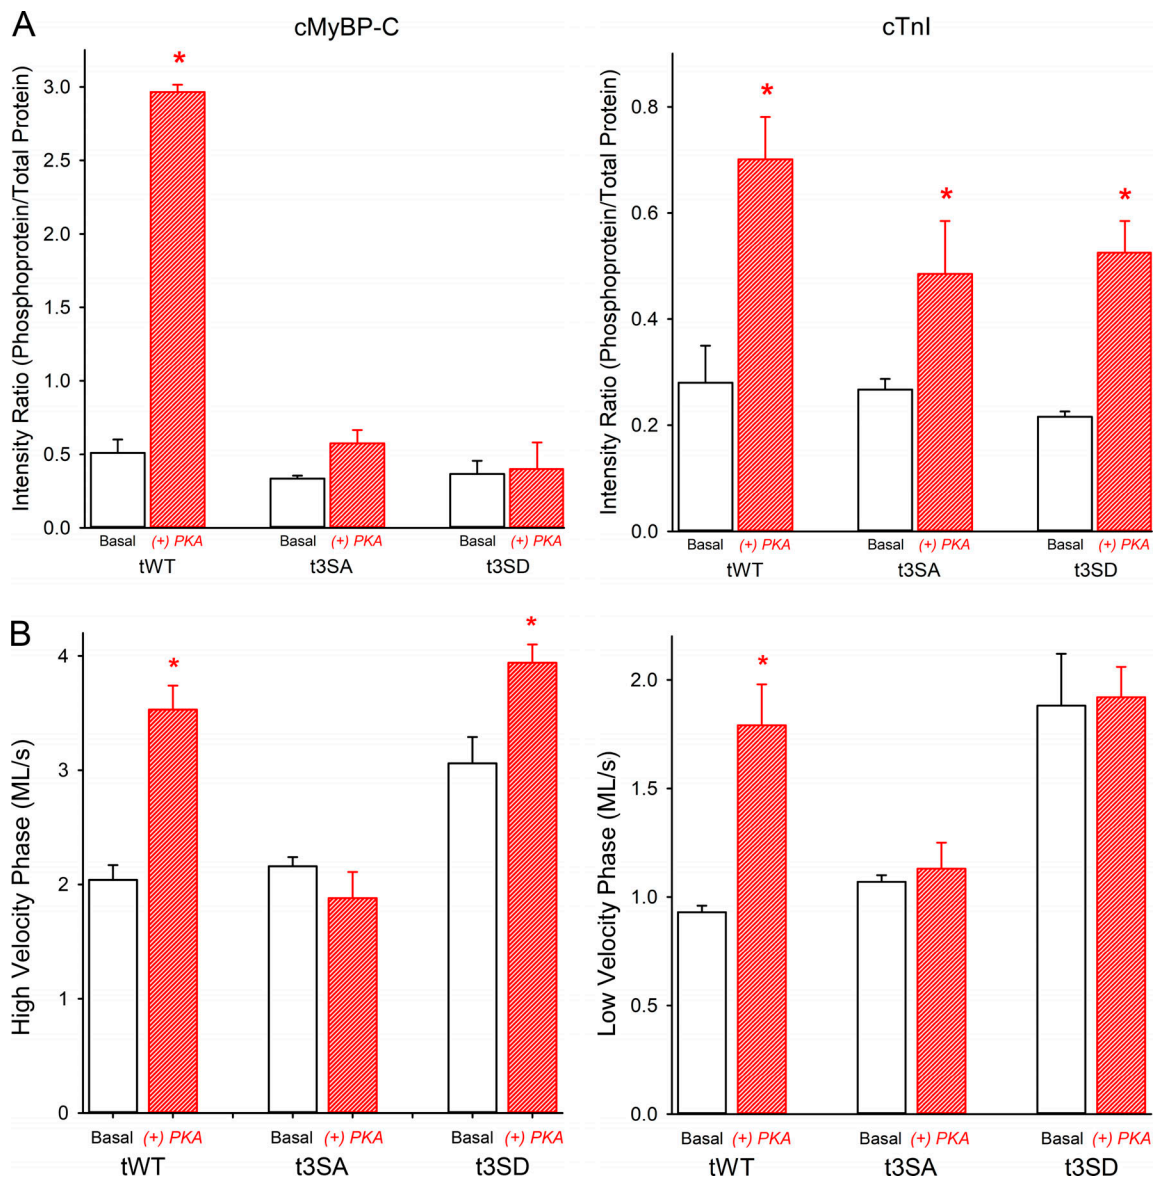 A
cMyBP-C
cTnI
Intensity Ratio (Phosphoprotein/Total Protein)
3.0
2.5
2.0
1.5
1.0
0.5
0.0
*
Basal (+) PKA Basal (+) PKA Basal (+) PKA
tWT t3SA t3SD
Intensity Ratio (Phosphoprotein/Total Protein)
0.8
0.6
0.4
0.2
0.0
* * *
Basal (+) PKA Basal (+) PKA Basal (+) PKA
tWT t3SA t3SD
B
High Velocity Phase (ML/s)
4
3
2
1
0
* *
Basal (+) PKA Basal (+) PKA Basal (+) PKA
tWT t3SA t3SD
Low Velocity Phase (ML/s)
2.0
1.5
1.0
0.5
0.0
*
Basal (+) PKA Basal (+) PKA Basal (+) PKA
tWT t3SA t3SD